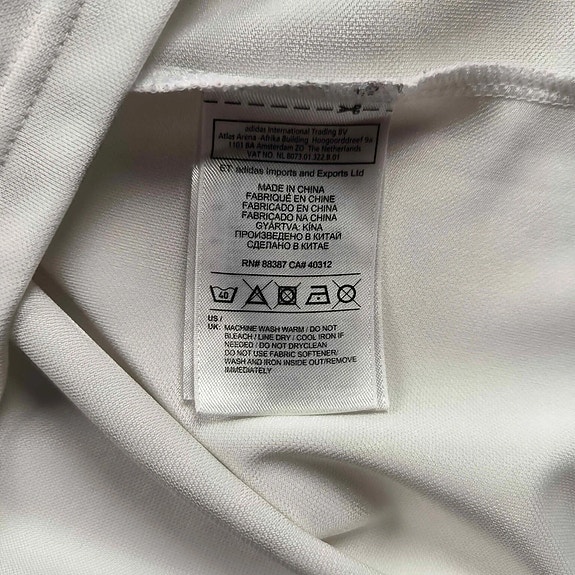 adidas International Trading BV
Atlas Arena -Afrika Building, Hoogoorddreef 9a
1101 BA Amsterdam ZO The Netherlands
VAT NO. NL 8073.01.322 B 01
ET adidas Imports and Exports Ltd
MADE IN CHINA
FABRIQUÉ EN CHINE
FABRICADO EN CHINA
FABRICADO NA CHINA
GYÁRTVA: KÍNA
ПРОИЗВЕДЕНО В КИТАЙ
СДЕЛАНО В КИТАЕ
RN# 88387 CA# 40312
40
US /
UK: MACHINE WASH WARM / DO NOT
BLEACH / LINE DRY / COOL IRON IF
NEEDED / DO NOT DRYCLEAN
DO NOT USE FABRIC SOFTENER,
WASH AND IRON INSIDE OUT/REMOVE
IMMEDIATELY